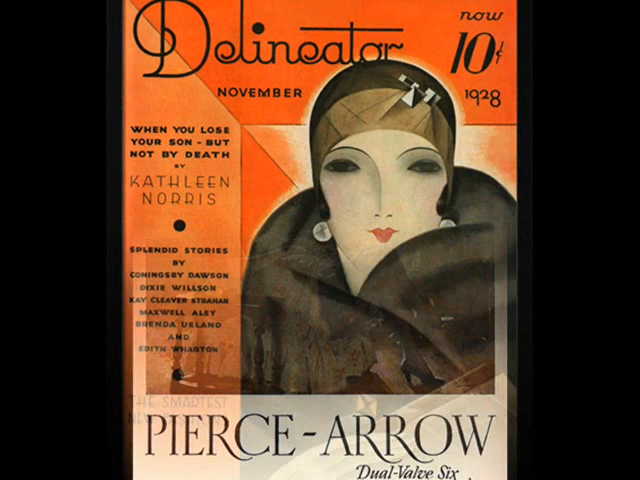 Delineator
now
10¢
NOVEMBER
1928
WHEN YOU LOSE
YOUR SON - BUT
NOT BY DEATH
BY
KATHLEEN
NORRIS
SPLENDID STORIES
BY
CONINGSBY DAWSON
DIXIE WILLSON
KAY CLEAVER STRAHAN
MAXWELL ALEY
BRENDA UELAND
AND
EDITH WHARTON
THE SMARTEST
PIERCE-ARROW
Dual-Valve Six